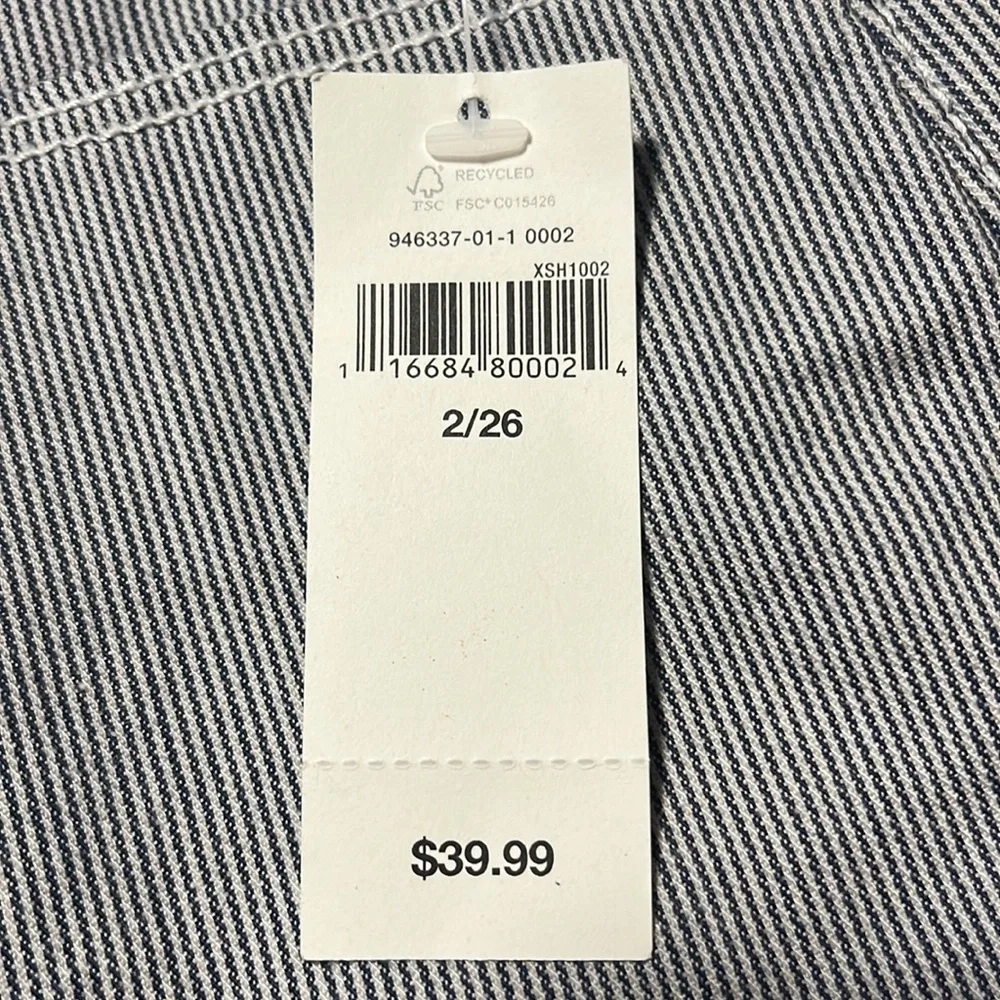 RECYCLED
FSC FSC® C015426
946337-01-1 0002
XSH1002
1 16684 80002 4
2/26
$39.99